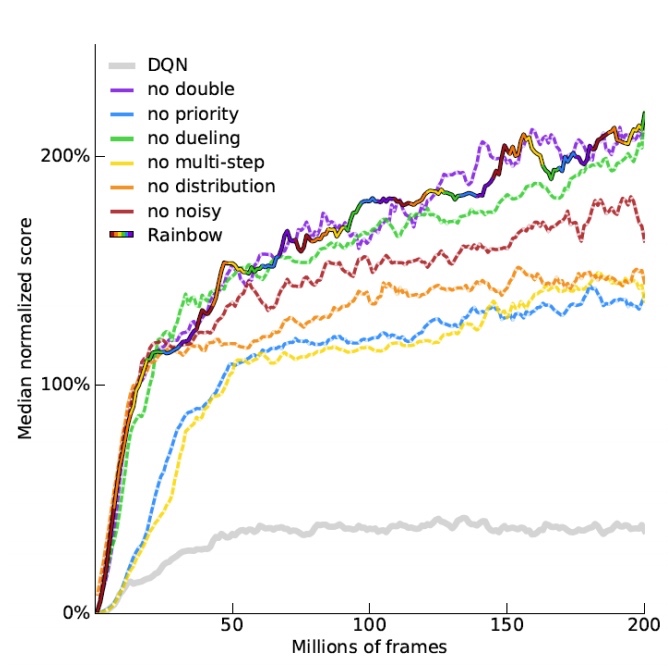 DQN
no double
no priority
no dueling
no multi-step
no distribution
no noisy
Rainbow
200%
100%
0%
50
100
150
200
Median normalized score
Millions of frames